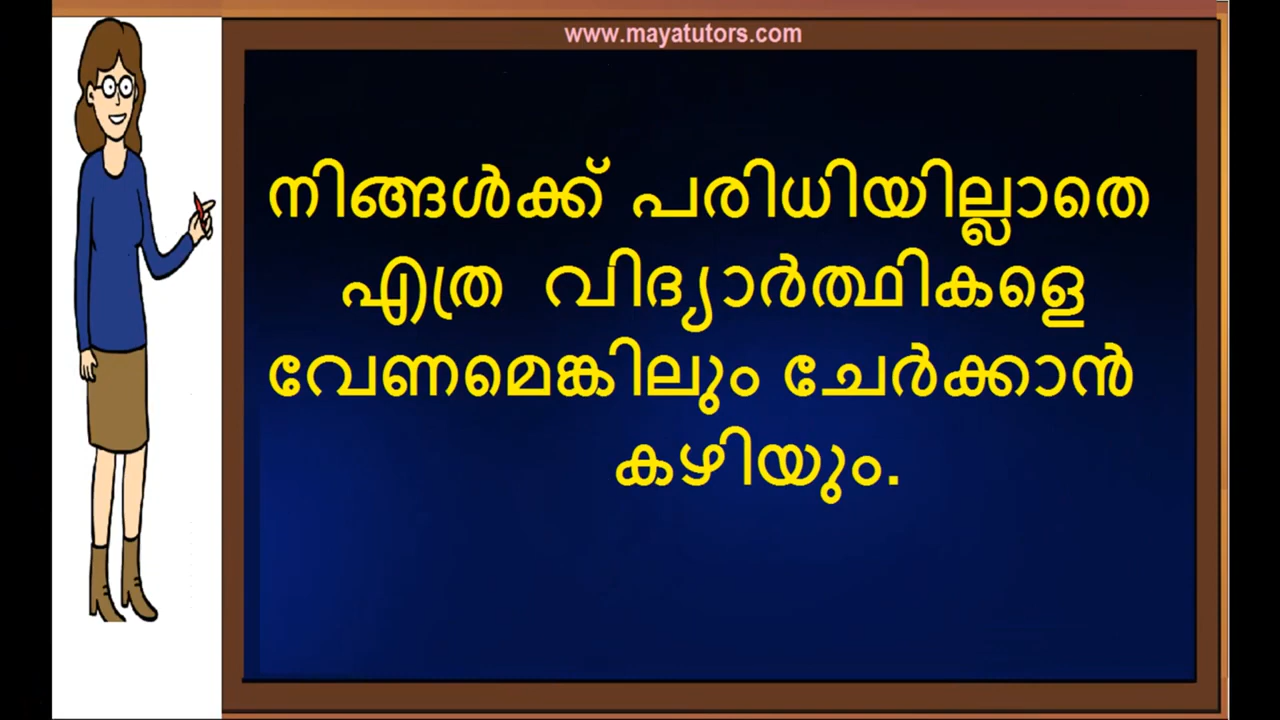 www.mayatutors.com
നിങ്ങൾക്ക് പരിധിയില്ലാതെ
എത്ര വിദ്യാർത്ഥികളെ
വേണമെങ്കിലും ചേർക്കാൻ
കഴിയും.